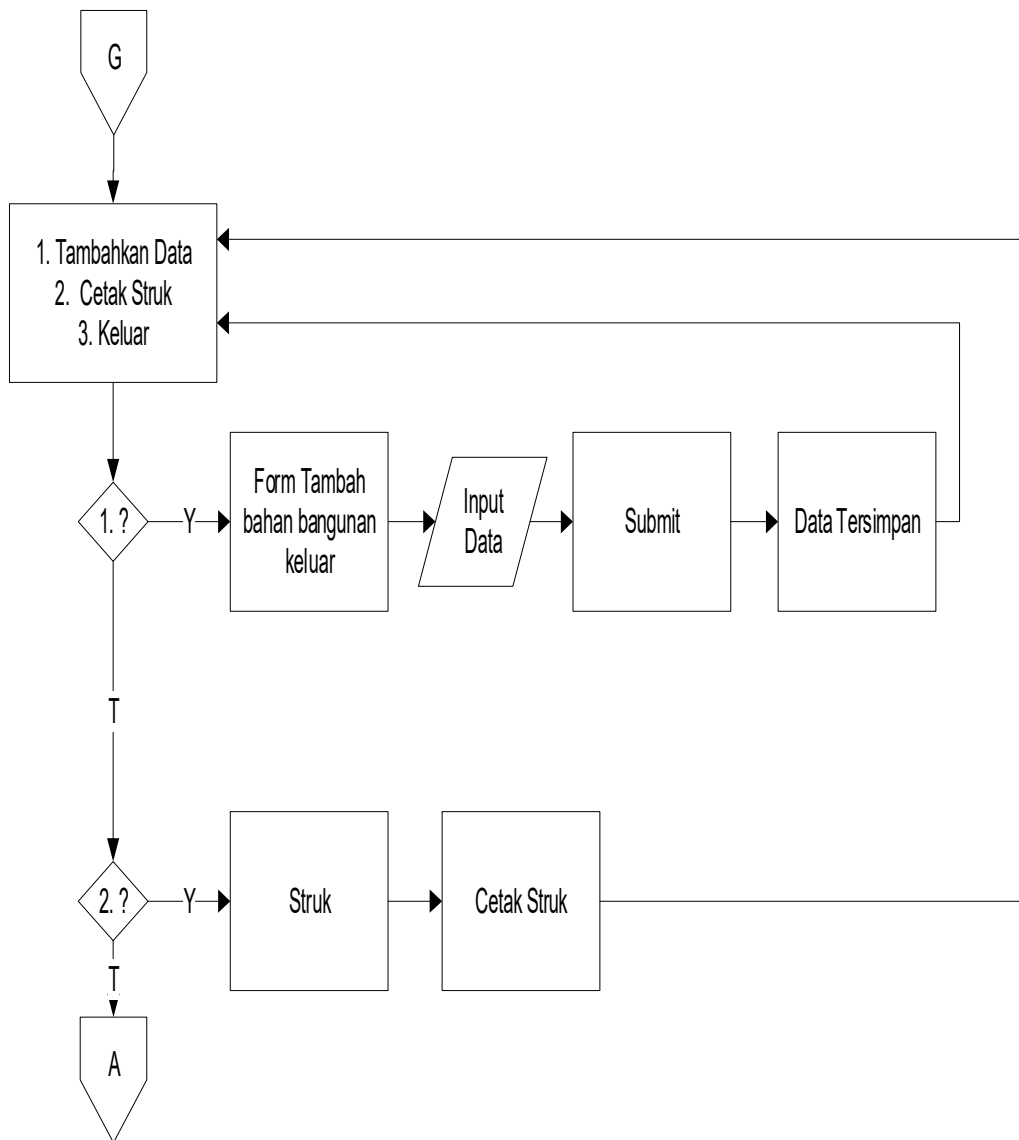 G
1. Tambahkan Data
2. Cetak Struk
3. Keluar
1. ?
Y
Form Tambah
bahan bangunan
keluar
Input
Data
Submit
Data Tersimpan
T
2. ?
Y
Struk
Cetak Struk
T
A